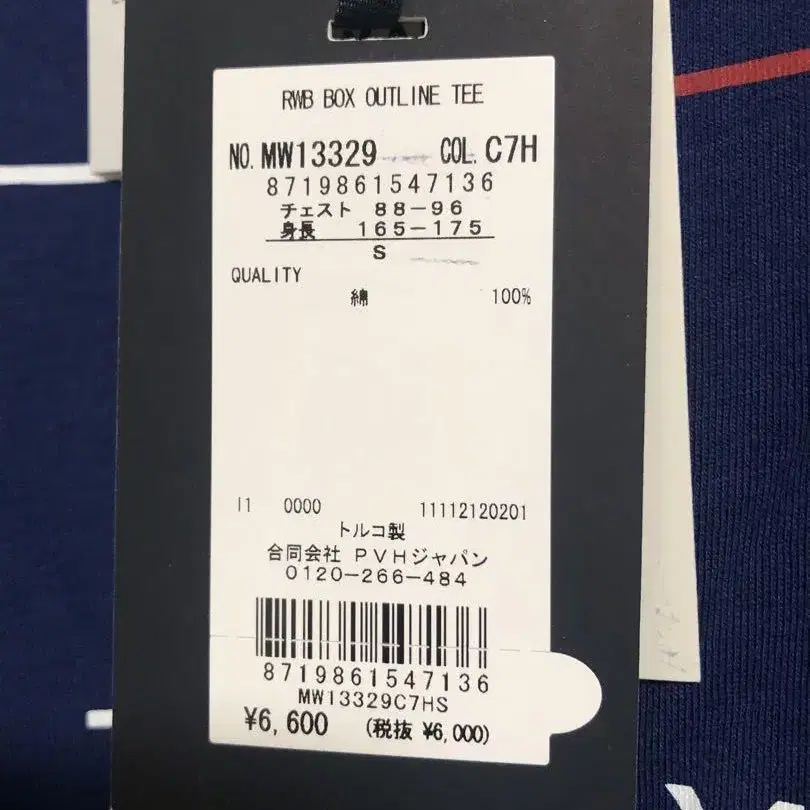 RWB BOX OUTLINE TEE
NO. MW13329 COL. C7H
8719861547136
チェスト 88-96
身長 165-175
S
QUALITY
綿 100%
I1 0000 11112120201
トルコ製
合同会社 PVHジャパン
0120-266-484
8719861547136
MW13329C7HS
¥6,600 (税抜 ¥6,000)